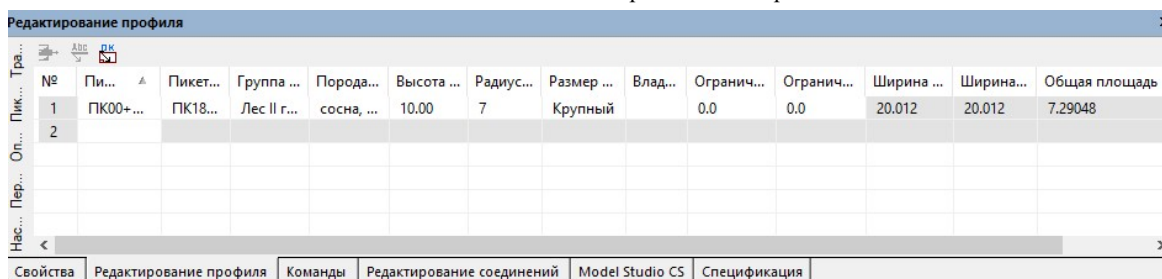 Редактирование профиля
Abc ПК
№ Пи... Пикет... Группа ... Порода... Высота ... Радиус... Размер ... Влад... Огранич... Огранич... Ширина ... Ширина... Общая площадь
1 ПК00+... ПК18... Лес II г... сосна, ... 10.00 7 Крупный 0.0 0.0 20.012 20.012 7.29048
2
Тра...
Пик...
Оп...
Пер...
Нас...
Свойства Редактирование профиля Команды Редактирование соединений Model Studio CS Спецификация